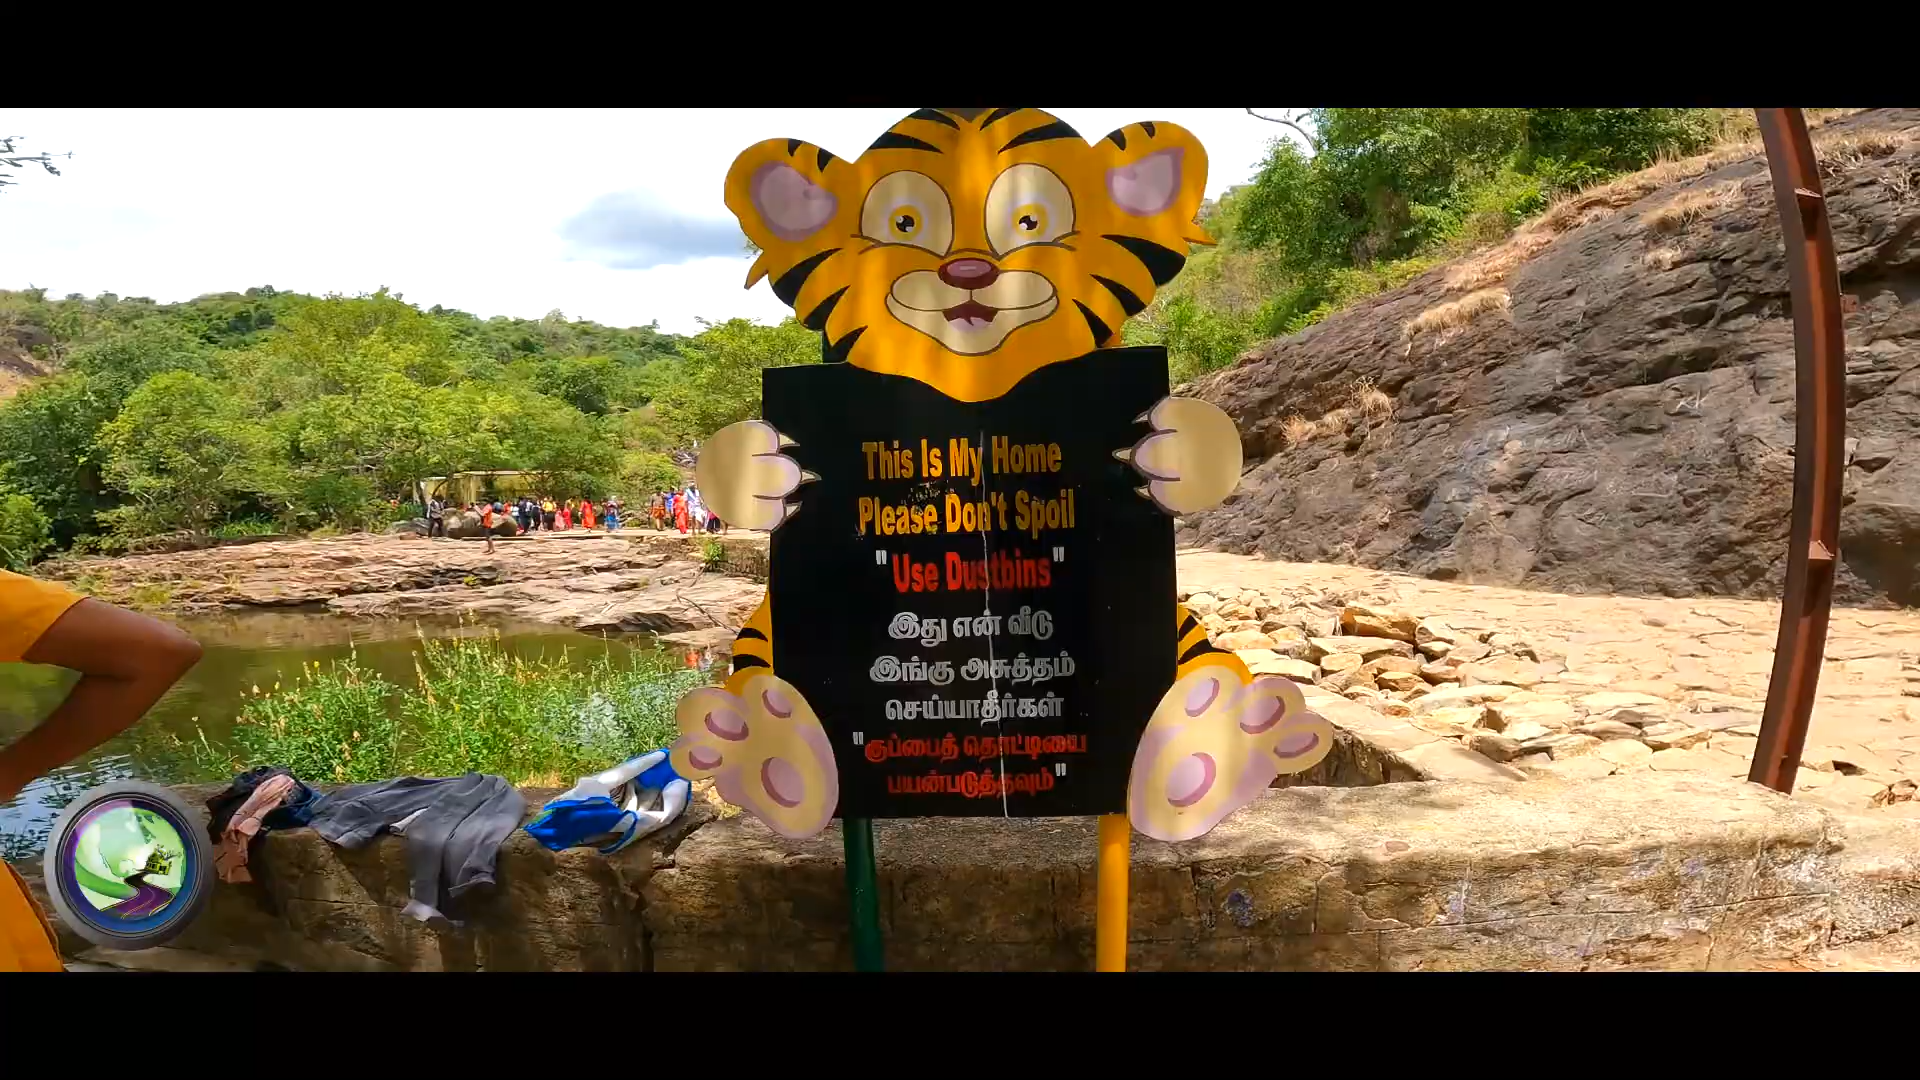 This Is My Home
Please Don't Spoil
"Use Dustbins"
இது என் வீடு
இங்கு அசுத்தம்
செய்யாதீர்கள்
"குப்பைத் தொட்டியை
பயன்படுத்தவும்"